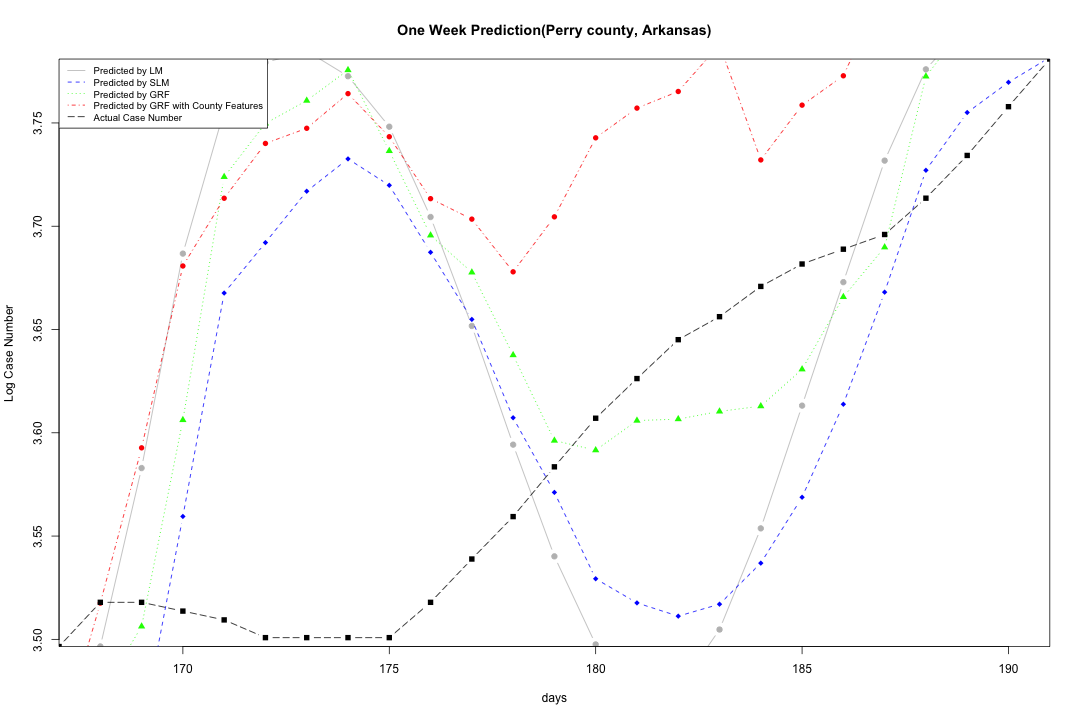 One Week Prediction(Perry county, Arkansas)
Predicted by LM
Predicted by SLM
Predicted by GRF
Predicted by GRF with County Features
Actual Case Number
Log Case Number
3.75
3.70
3.65
3.60
3.55
3.50
170 175 180 185 190
days